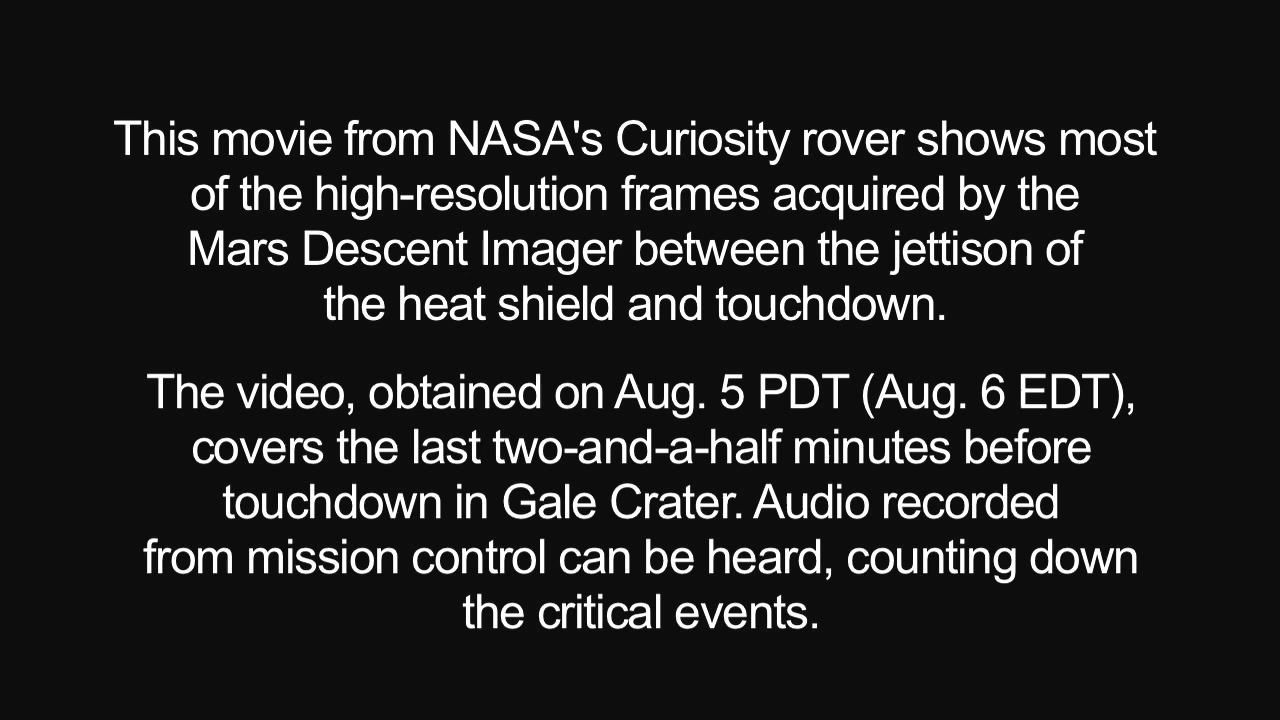 This movie from NASA's Curiosity rover shows most
of the high-resolution frames acquired by the
Mars Descent Imager between the jettison of
the heat shield and touchdown.
The video, obtained on Aug. 5 PDT (Aug. 6 EDT),
covers the last two-and-a-half minutes before
touchdown in Gale Crater. Audio recorded
from mission control can be heard, counting down
the critical events.